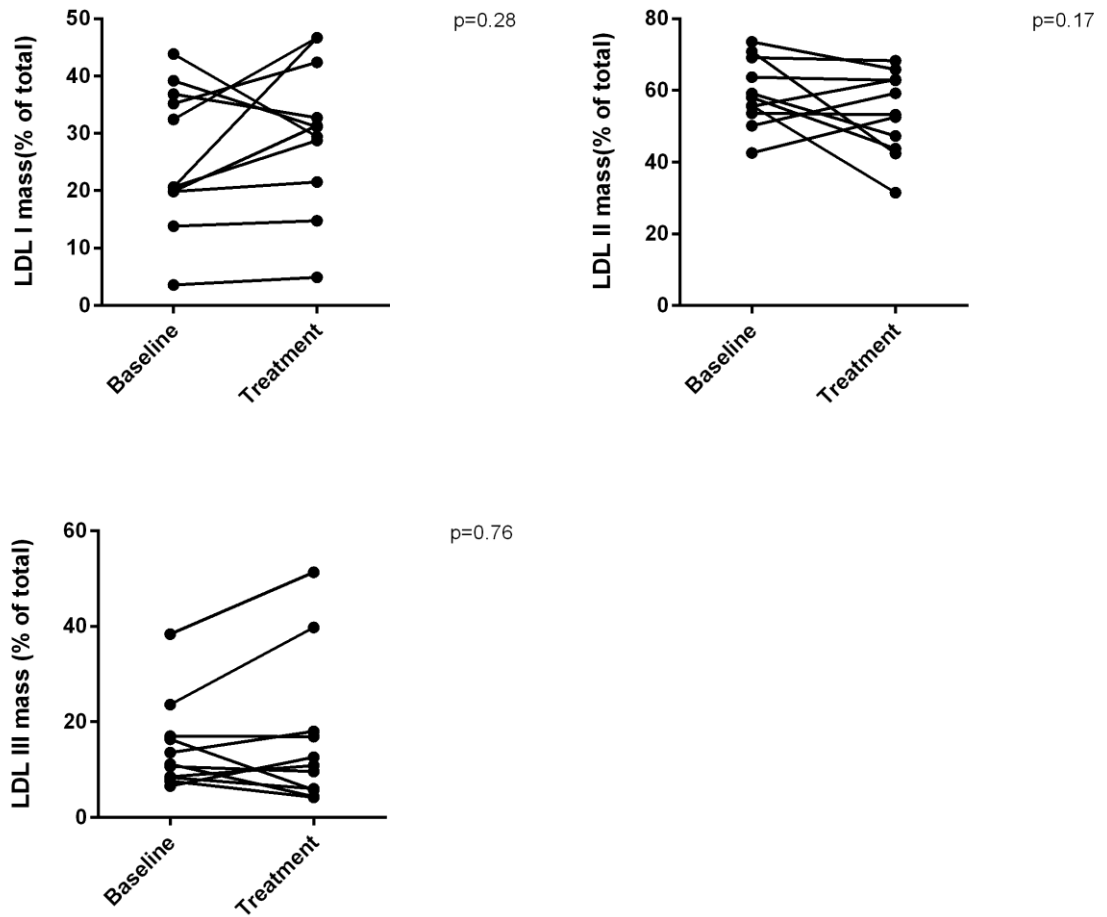 p=0.28
LDL I mass(% of total)
50
40
30
20
10
0
Baseline
Treatment
p=0.17
LDL II mass(% of total)
80
60
40
20
0
Baseline
Treatment
p=0.76
LDL III mass (% of total)
60
40
20
0
Baseline
Treatment